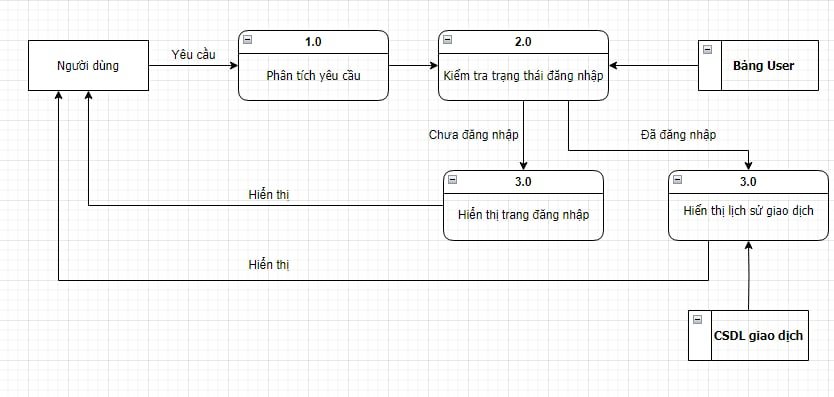 Người dùng
Yêu cầu
1.0
Phân tích yêu cầu
2.0
Kiểm tra trạng thái đăng nhập
Bảng User
Chưa đăng nhập
Đã đăng nhập
3.0
Hiển thị trang đăng nhập
3.0
Hiển thị lịch sử giao dịch
Hiển thị
Hiển thị
CSDL giao dịch